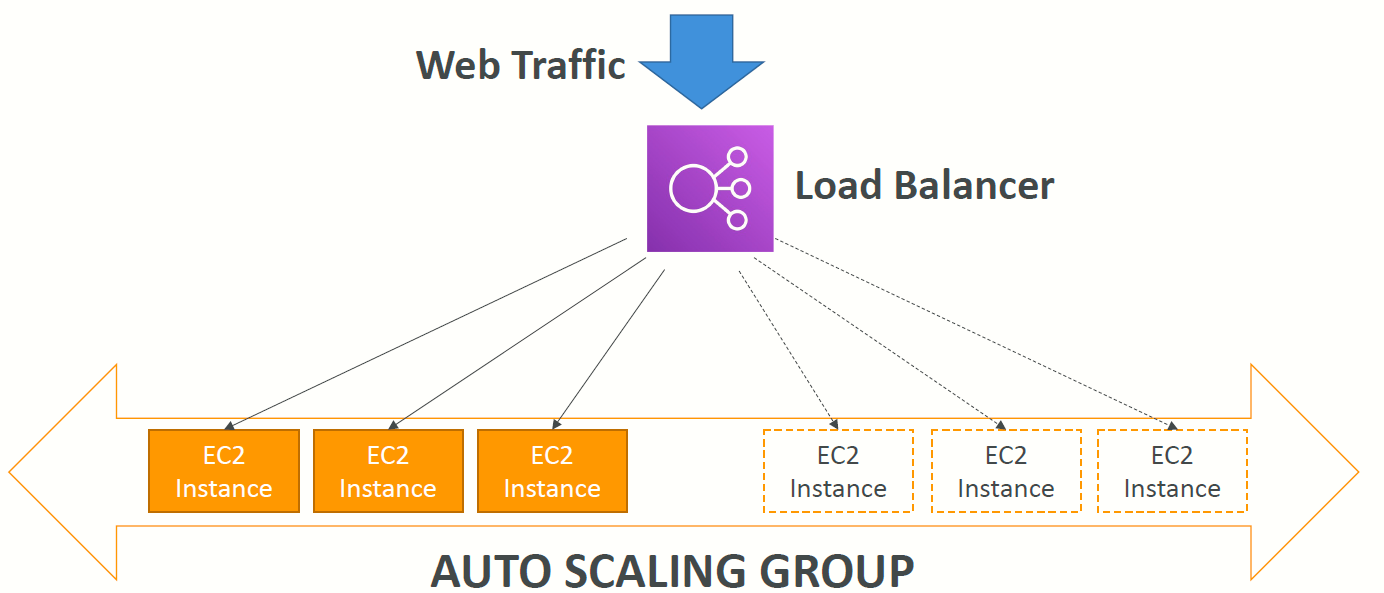 Web Traffic
Load Balancer
EC2
Instance
EC2
Instance
EC2
Instance
EC2
Instance
EC2
Instance
EC2
Instance
AUTO SCALING GROUP